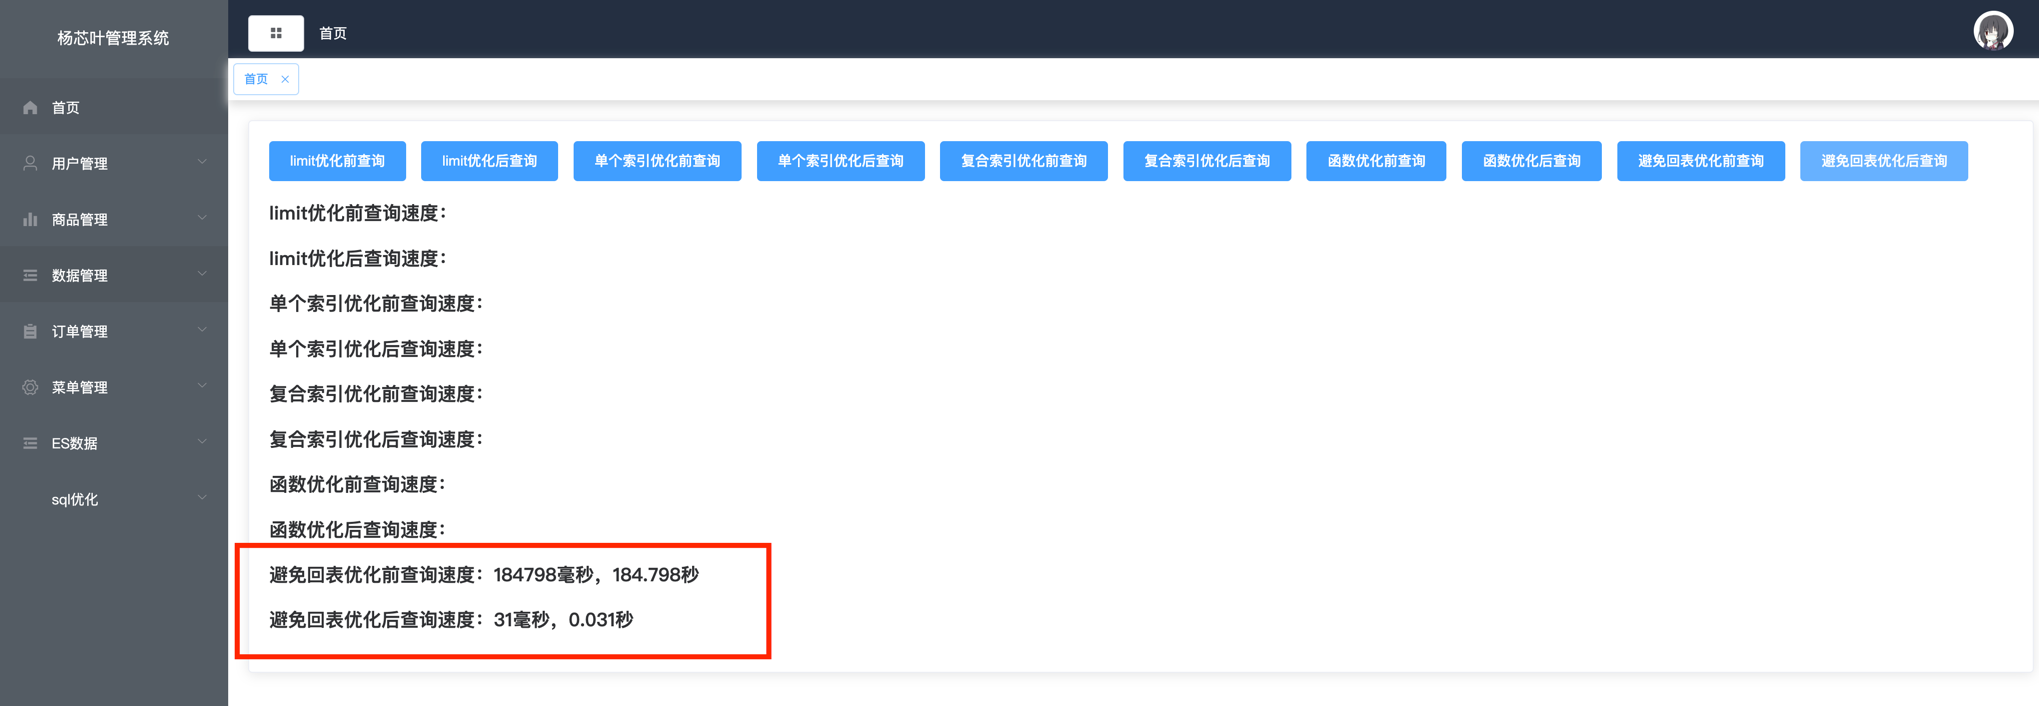 杨芯叶管理系统
首页
首页
首页
用户管理
商品管理
数据管理
订单管理
菜单管理
ES数据
sql优化
limit优化前查询 limit优化后查询 单个索引优化前查询 单个索引优化后查询 复合索引优化前查询 复合索引优化后查询 函数优化前查询 函数优化后查询 避免回表优化前查询 避免回表优化后查询
limit优化前查询速度：
limit优化后查询速度：
单个索引优化前查询速度：
单个索引优化后查询速度：
复合索引优化前查询速度：
复合索引优化后查询速度：
函数优化前查询速度：
函数优化后查询速度：
避免回表优化前查询速度：184798毫秒，184.798秒
避免回表优化后查询速度：31毫秒，0.031秒